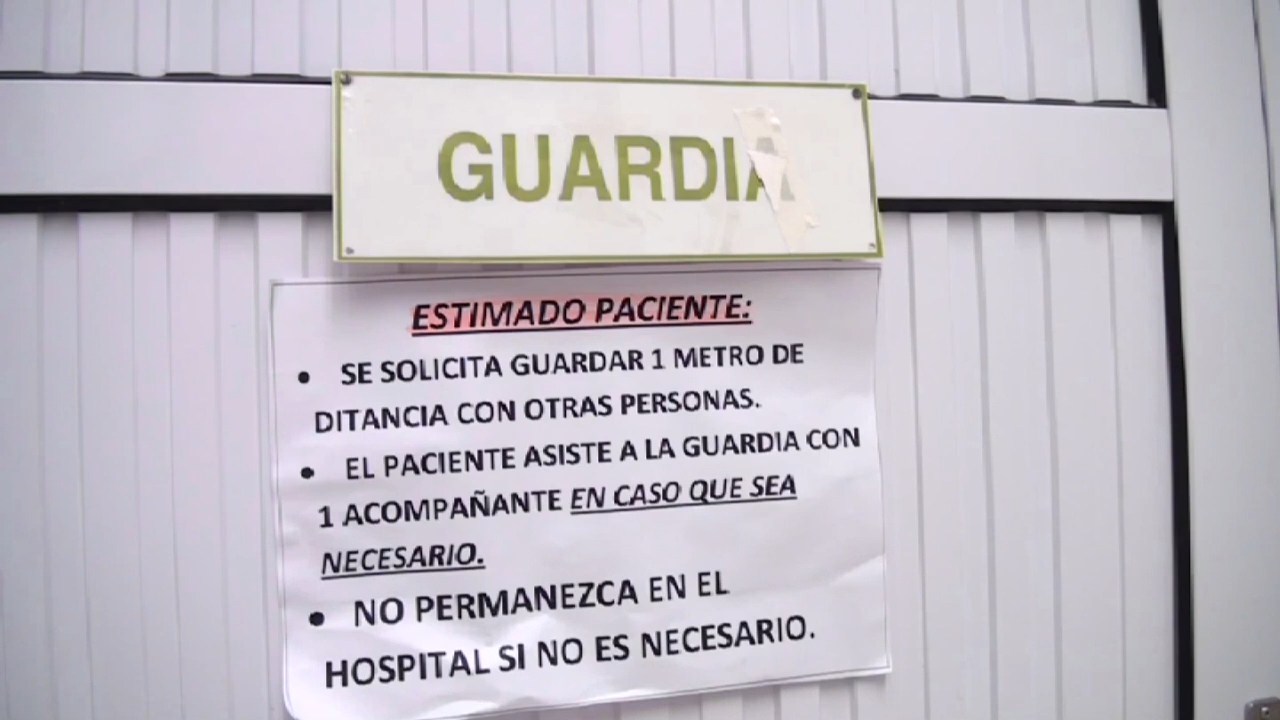 GUARDIA
ESTIMADO PACIENTE:
• SE SOLICITA GUARDAR 1 METRO DE
DITANCIA CON OTRAS PERSONAS.
• EL PACIENTE ASISTE A LA GUARDIA CON
1 ACOMPAÑANTE EN CASO QUE SEA
NECESARIO.
• NO PERMANEZCA EN EL
HOSPITAL SI NO ES NECESARIO.